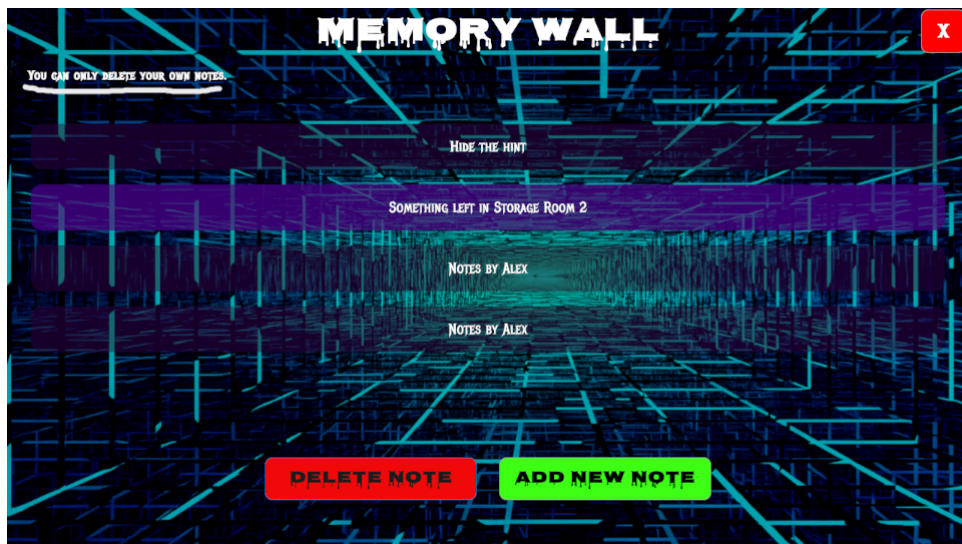 MEMORY WALL
X
You can only delete your own notes.
Hide the hint
Something left in Storage Room 2
Notes by Alex
Notes by Alex
DELETE NOTE
ADD NEW NOTE